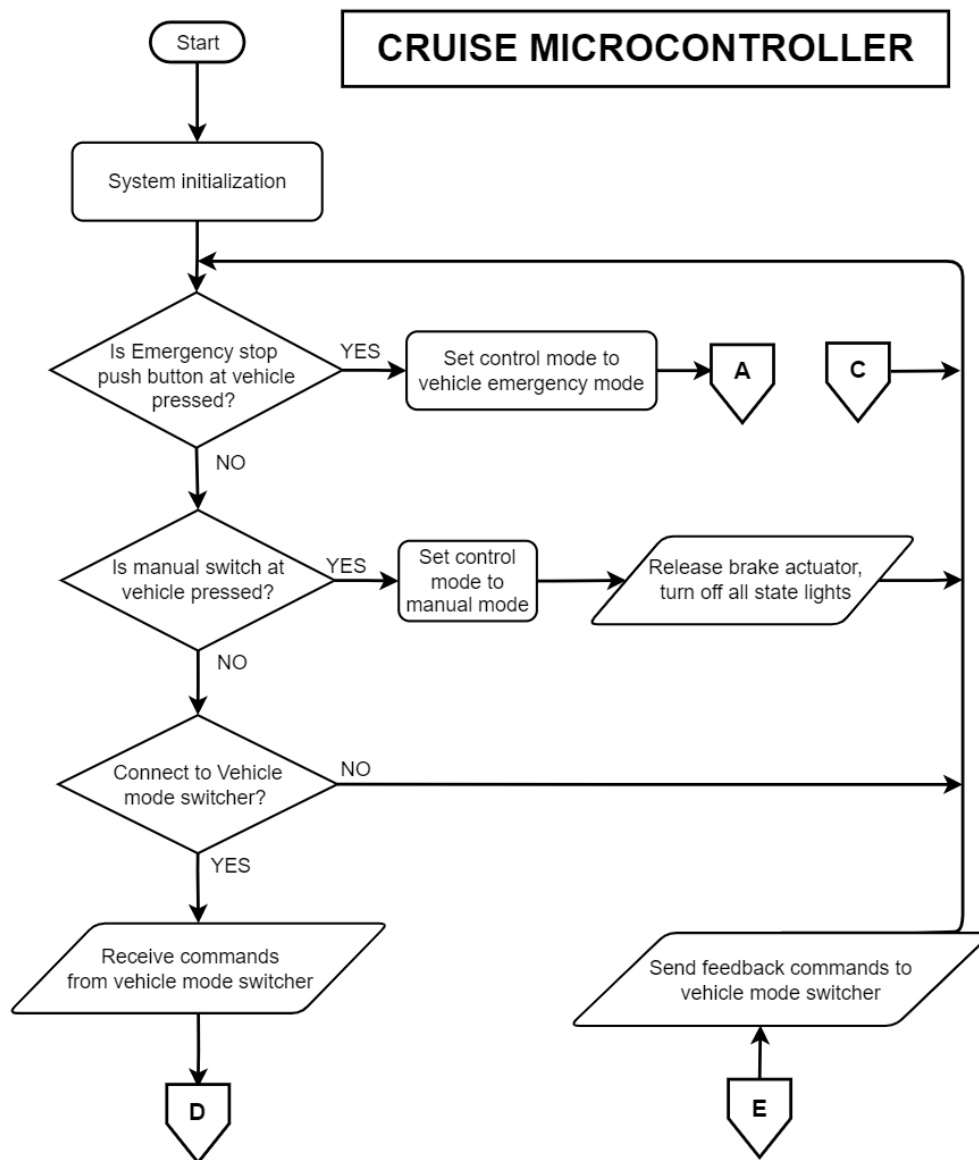 Start
CRUISE MICROCONTROLLER
System initialization
Is Emergency stop
push button at vehicle
pressed?
YES
Set control mode to
vehicle emergency mode
A
C
NO
Is manual switch at
vehicle pressed?
YES
Set control
mode to
manual mode
Release brake actuator,
turn off all state lights
NO
Connect to Vehicle
mode switcher?
NO
YES
Receive commands
from vehicle mode switcher
Send feedback commands to
vehicle mode switcher
D
E